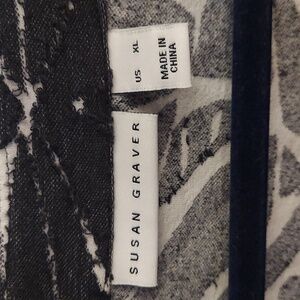 SUSAN GRAVER
US XL
MADE IN
CHINA